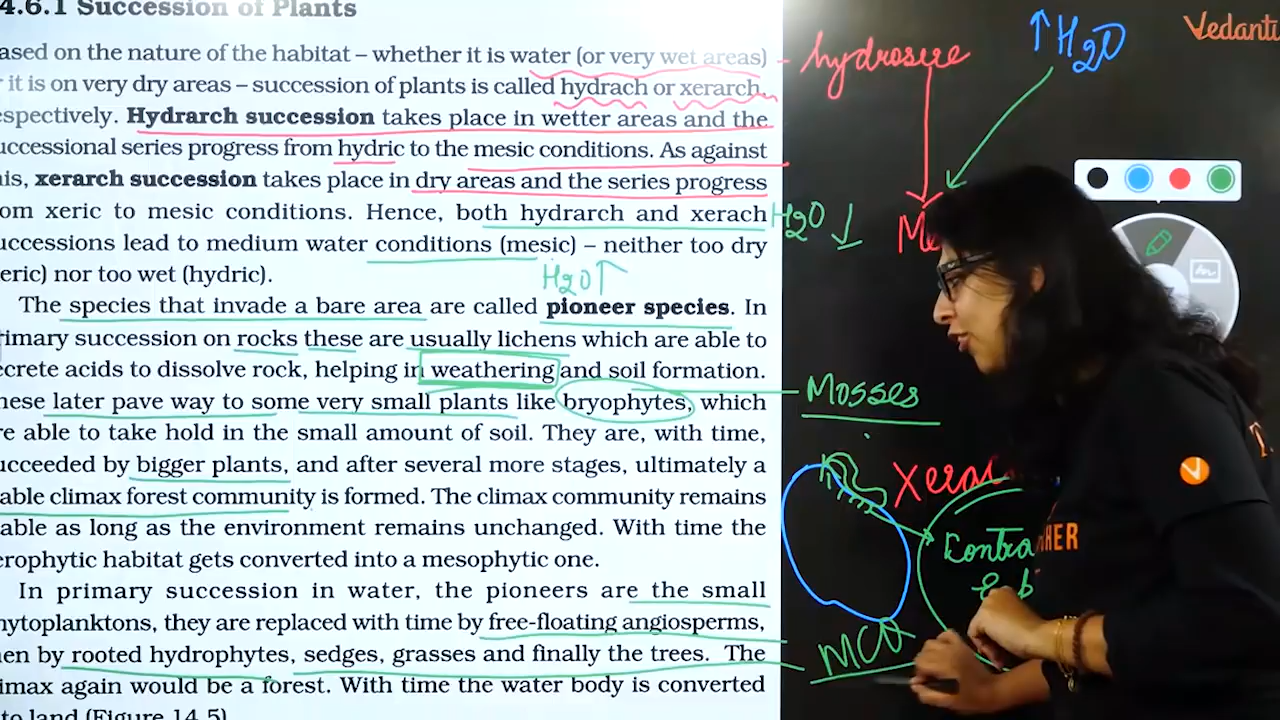 4.6.1 Succession of Plants
ased on the nature of the habitat – whether it is water (or very wet areas)
r it is on very dry areas – succession of plants is called hydrach or xerarch,
espectively. Hydrarch succession takes place in wetter areas and the
uccessional series progress from hydric to the mesic conditions. As against
his, xerarch succession takes place in dry areas and the series progress
om xeric to mesic conditions. Hence, both hydrarch and xerach
uccessions lead to medium water conditions (mesic) – neither too dry
eric) nor too wet (hydric).
H2O↑
The species that invade a bare area are called pioneer species. In
rimary succession on rocks these are usually lichens which are able to
ecrete acids to dissolve rock, helping in weathering and soil formation.
hese later pave way to some very small plants like bryophytes, which
re able to take hold in the small amount of soil. They are, with time,
ucceeded by bigger plants, and after several more stages, ultimately a
able climax forest community is formed. The climax community remains
able as long as the environment remains unchanged. With time the
erophytic habitat gets converted into a mesophytic one.
In primary succession in water, the pioneers are the small
hytoplanktons, they are replaced with time by free-floating angiosperms,
hen by rooted hydrophytes, sedges, grasses and finally the trees. The
imax again would be a forest. With time the water body is converted
to land (Figure 14.5).
hydrosere
↑H2O
Vedantu
H2O↓
Me
Mosses
Xera
Contra
MCQ
HER
T